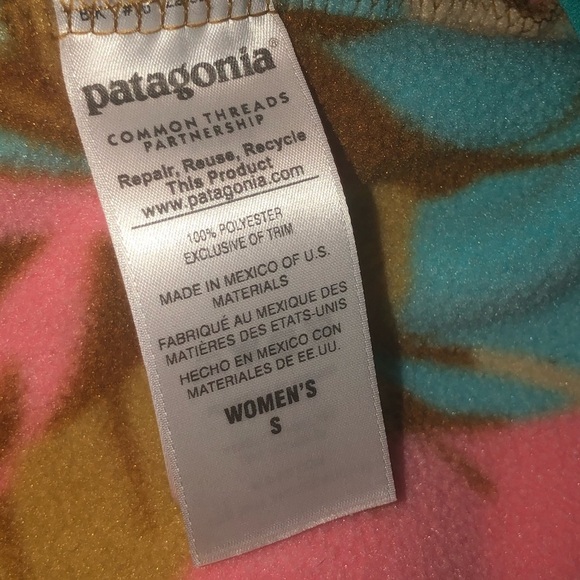 patagonia®
COMMON THREADS
PARTNERSHIP
Repair, Reuse, Recycle
This Product
www.patagonia.com
100% POLYESTER
EXCLUSIVE OF TRIM
MADE IN MEXICO OF U.S.
MATERIALS
FABRIQUÉ AU MEXIQUE DES
MATIÈRES DES ETATS-UNIS
HECHO EN MEXICO CON
MATERIALES DE EE.UU.
WOMEN'S
S